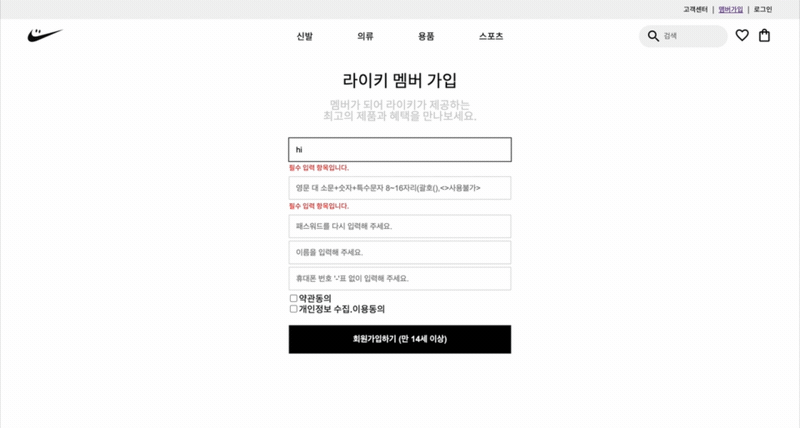 고객센터 | 멤버가입 | 로그인
신발 의류 용품 스포츠 검색
라이키 멤버 가입
멤버가 되어 라이키가 제공하는
최고의 제품과 혜택을 만나보세요.
hi
필수 입력 항목입니다.
영문 대 소문+숫자+특수문자 8~16자리(괄호(),<>사용불가>
필수 입력 항목입니다.
패스워드를 다시 입력해 주세요.
이름을 입력해 주세요.
휴대폰 번호 '-'표 없이 입력해 주세요.
약관동의
개인정보 수집,이용동의
회원가입하기 (만 14세 이상)